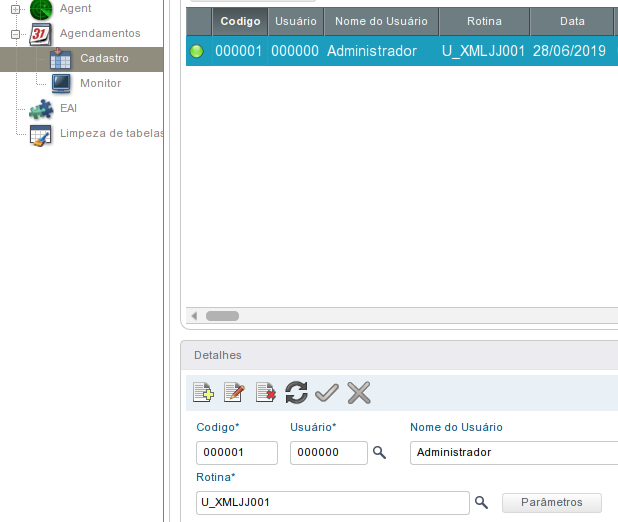 Agent
Agendamentos
Cadastro
Monitor
EAI
Limpeza de tabelas
Codigo Usuário Nome do Usuário Rotina Data
000001 000000 Administrador U_XMLJJ001 28/06/2019
Detalhes
Codigo* Usuário* Nome do Usuário
000001 000000 Administrador
Rotina*
U_XMLJJ001 Parâmetros